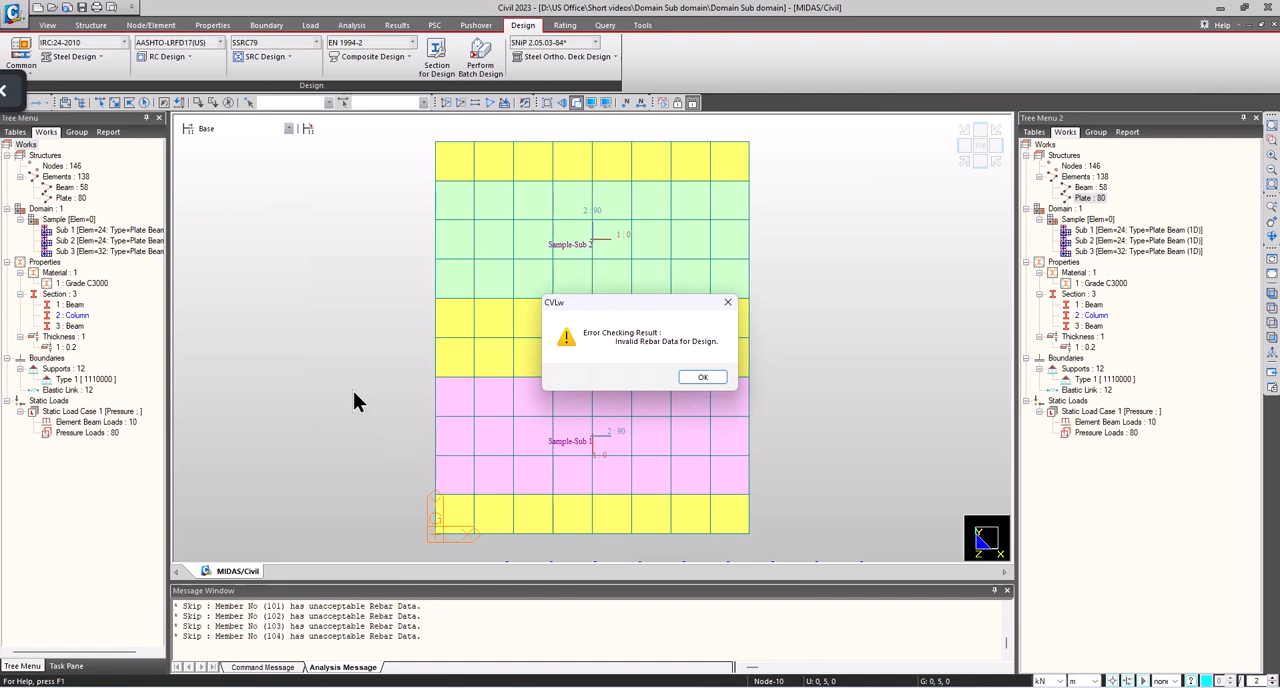 Civil 2023 - [D:\US Office\Short videos\Domain Sub domain\Domain Sub domain] - [MIDAS/Civil]
View Structure Node/Element Properties Boundary Load Analysis Results PSC Pushover Design Rating Query Tools Help
IRC:24-2010 AASHTO-LRFD17(US) SSRC79 EN 1994-2 SNiP 2.05.03-84*
Common Steel Design RC Design SRC Design Composite Design Section for Design Perform Batch Design Steel Ortho. Deck Design
Design
Tree Menu
Tables Works Group Report
Works
Structures
Nodes : 146
Elements : 138
Beam : 58
Plate : 80
Domain : 1
Sample [Elem=0]
Sub 1 [Elem=24: Type=Plate Beam
Sub 2 [Elem=24: Type=Plate Beam
Sub 3 [Elem=32: Type=Plate Beam
Properties
Material : 1
1 : Grade C3000
Section : 3
1 : Beam
2 : Column
3 : Beam
Thickness : 1
1 : 0.2
Boundaries
Supports : 12
Type 1 [ 1110000 ]
Elastic Link : 12
Static Loads
Static Load Case 1 [Pressure ; ]
Element Beam Loads : 10
Pressure Loads : 80
Tree Menu Task Pane
Base
TOP
2 : 90
1 : 0
Sample-Sub 2
2 : 90
Sample-Sub 1
1 : 0
G
X
CVLw
Error Checking Result :
Invalid Rebar Data for Design.
OK
Y
Z X
MIDAS/Civil
Message Window
* Skip : Member No (101) has unacceptable Rebar Data.
* Skip : Member No (102) has unacceptable Rebar Data.
* Skip : Member No (103) has unacceptable Rebar Data.
* Skip : Member No (104) has unacceptable Rebar Data.
Command Message Analysis Message
Tree Menu 2
Tables Works Group Report
Works
Structures
Nodes : 146
Elements : 138
Beam : 58
Plate : 80
Domain : 1
Sample [Elem=0]
Sub 1 [Elem=24: Type=Plate Beam (1D)]
Sub 2 [Elem=24: Type=Plate Beam (1D)]
Sub 3 [Elem=32: Type=Plate Beam (1D)]
Properties
Material : 1
1 : Grade C3000
Section : 3
1 : Beam
2 : Column
3 : Beam
Thickness : 1
1 : 0.2
Boundaries
Supports : 12
Type 1 [ 1110000 ]
Elastic Link : 12
Static Loads
Static Load Case 1 [Pressure ; ]
Element Beam Loads : 10
Pressure Loads : 80
For Help, press F1 Node-10 U: 0, 5, 0 G: 0, 5, 0 kN m none 0 / 2